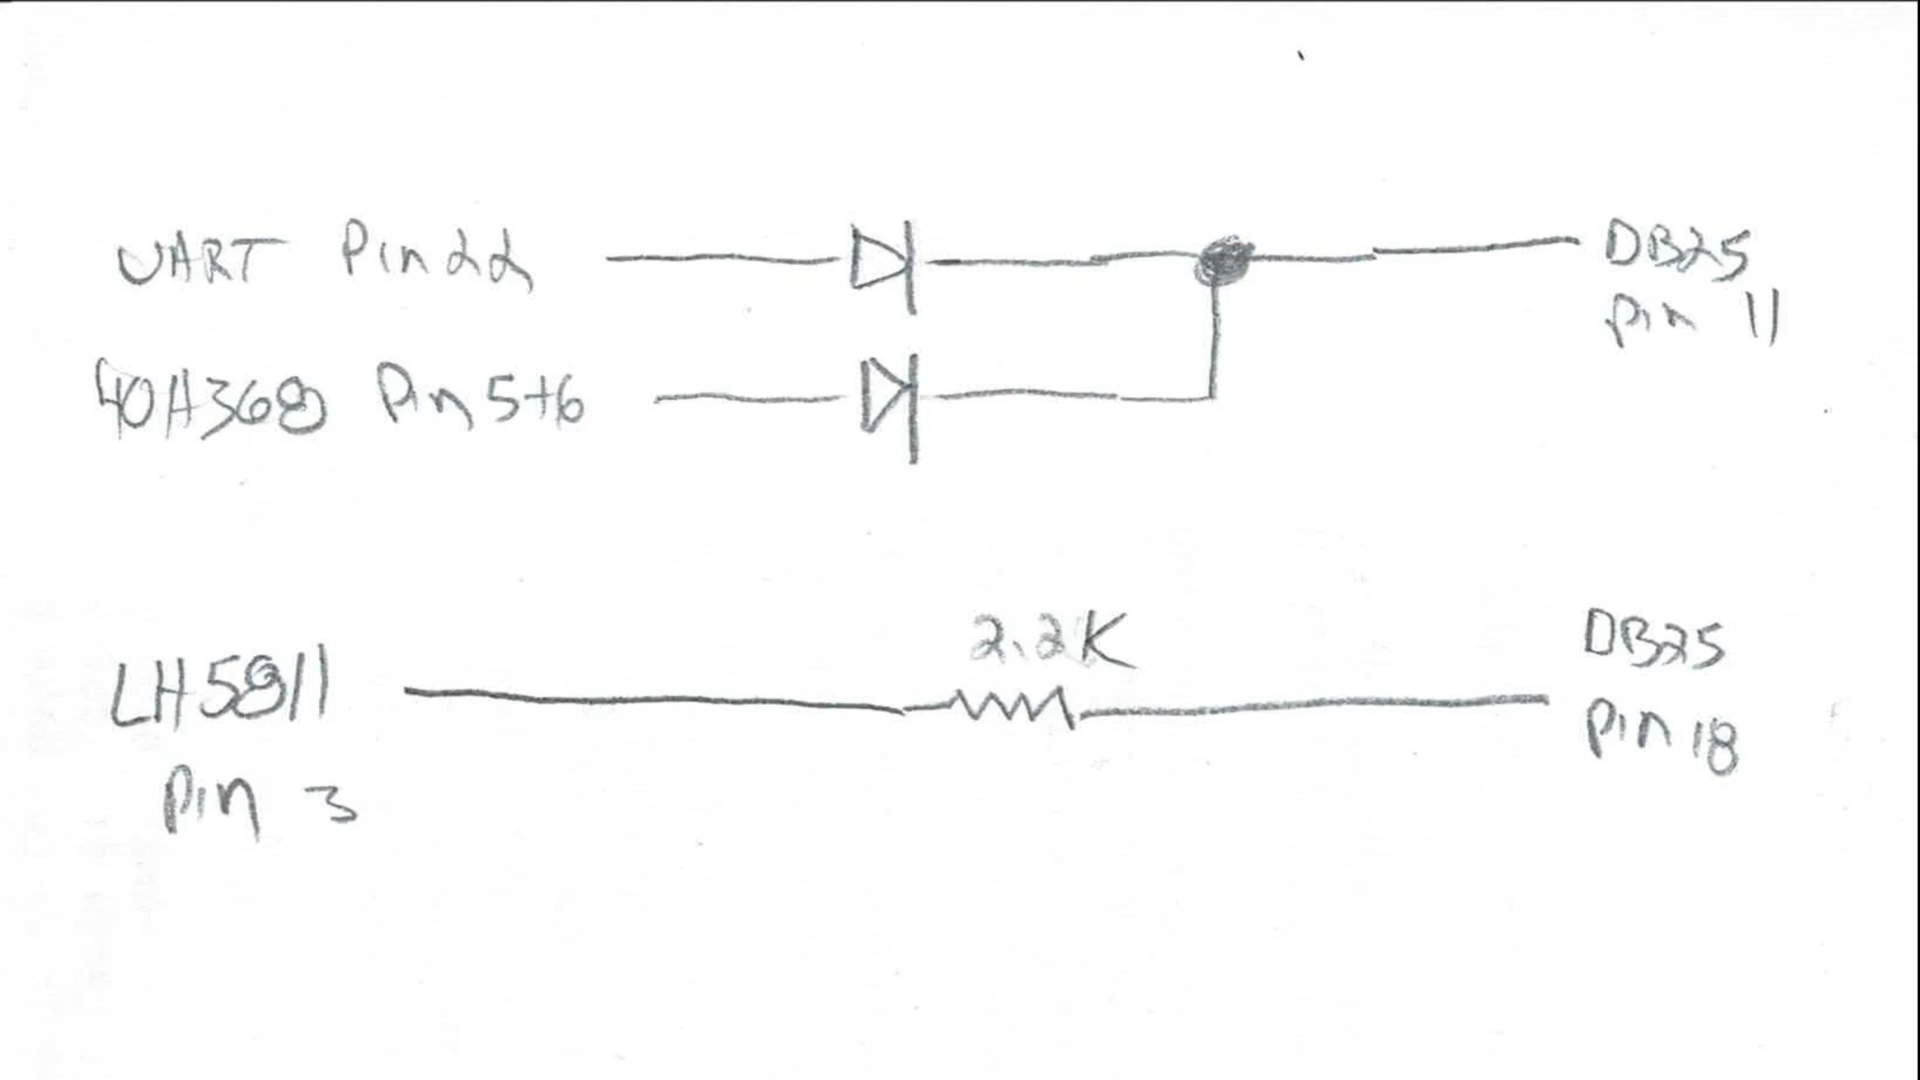 UART Pin 22
DB25
Pin 11
40H368 Pin 5+6
2.2K
LH5811
Pin 3
DB25
Pin 18